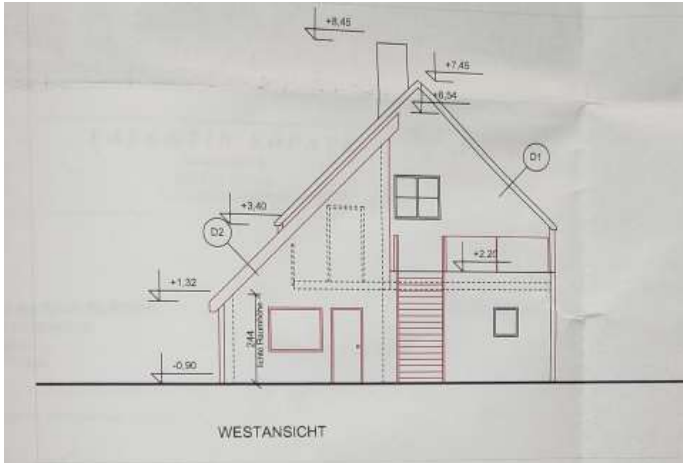 +8,45
+7,45
+6,54
D1
+3,40
D2
+2,25
+1,32
244
lichte Raumhöhe
-0,90
WESTANSICHT